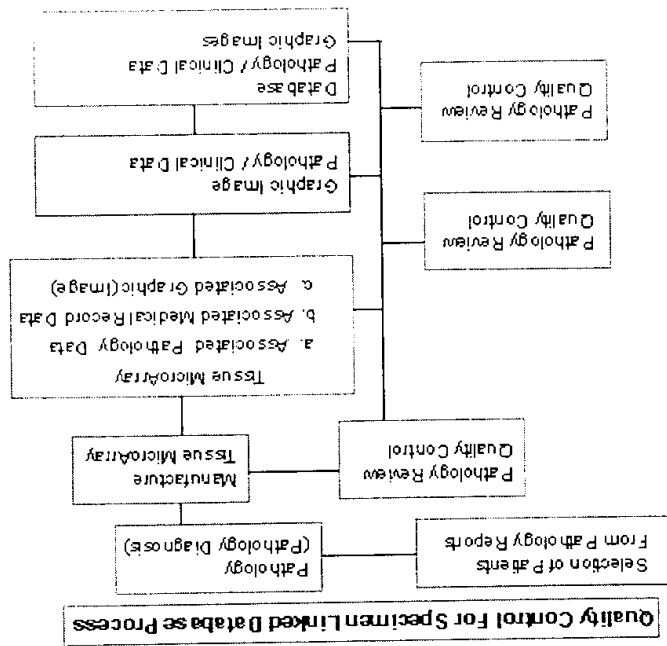 Quality Control For Specimen Linked Database Process
Selection of Patients
From Pathology Reports
Pathology
(Pathology Diagnosis)
Pathology Review
Quality Control
Manufacture
Tissue MicroArray
Tissue MicroArray
a. Associated Pathology Data
b. Associated Medical Record Data
c. Associated Graphic(Image)
Pathology Review
Quality Control
Graphic Image
Pathology / Clinical Data
Pathology Review
Quality Control
Database
Pathology / Clinical Data
Graphic Images